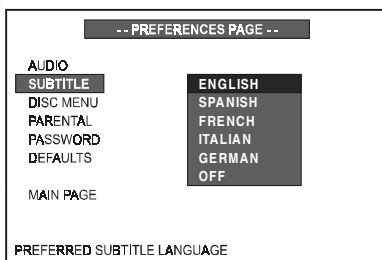 -- PREFERENCES PAGE --
AUDIO
SUBTITLE
DISC MENU
PARENTAL
PASSWORD
DEFAULTS
MAIN PAGE
ENGLISH
SPANISH
FRENCH
ITALIAN
GERMAN
OFF
PREFERRED SUBTITLE LANGUAGE